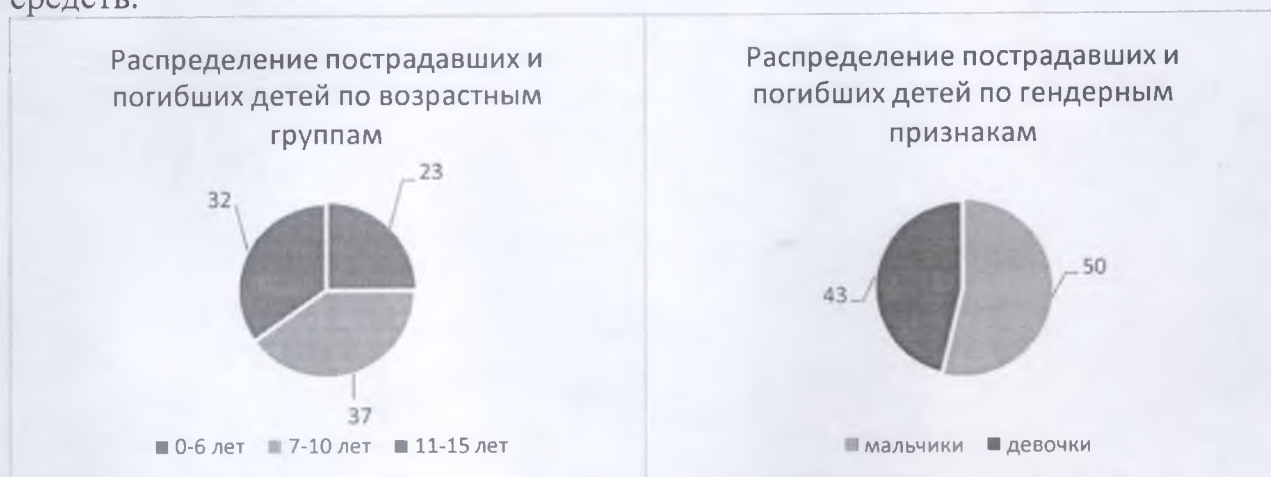 средств.
Распределение пострадавших и
погибших детей по возрастным
группам
23
32
37
■ 0-6 лет ■ 7-10 лет ■ 11-15 лет
Распределение пострадавших и
погибших детей по гендерным
признакам
50
43
■ мальчики ■ девочки